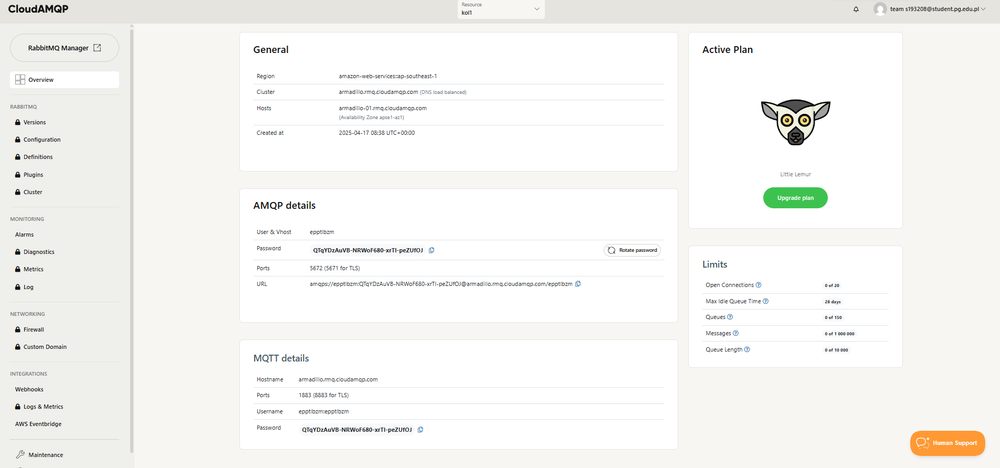 CloudAMQP
Resource
kol1
team s193208@student.pg.edu.pl
RabbitMQ Manager
Overview
RABBITMQ
Versions
Configuration
Definitions
Plugins
Cluster
MONITORING
Alarms
Diagnostics
Metrics
Log
NETWORKING
Firewall
Custom Domain
INTEGRATIONS
Webhooks
Logs & Metrics
AWS Eventbridge
Maintenance
General
Region amazon-web-services::ap-southeast-1
Cluster armadillo.rmq.cloudamqp.com (DNS load balanced)
Hosts armadillo-01.rmq.cloudamqp.com
(Availability Zone apse1-az1)
Created at 2025-04-17 08:38 UTC+00:00
AMQP details
User & Vhost epptlbzm
Password QTqYDzAuVB-NRWoF680-xrTI-peZUfOJ Rotate password
Ports 5672 (5671 for TLS)
URL amqps://epptlbzm:QTqYDzAuVB-NRWoF680-xrTI-peZUfOJ@armadillo.rmq.cloudamqp.com/epptlbzm
MQTT details
Hostname armadillo.rmq.cloudamqp.com
Ports 1883 (8883 for TLS)
Username epptlbzm:epptlbzm
Password QTqYDzAuVB-NRWoF680-xrTI-peZUfOJ
Active Plan
Little Lemur
Upgrade plan
Limits
Open Connections 0 of 20
Max Idle Queue Time 28 days
Queues 0 of 150
Messages 0 of 1 000 000
Queue Length 0 of 10 000
Human Support